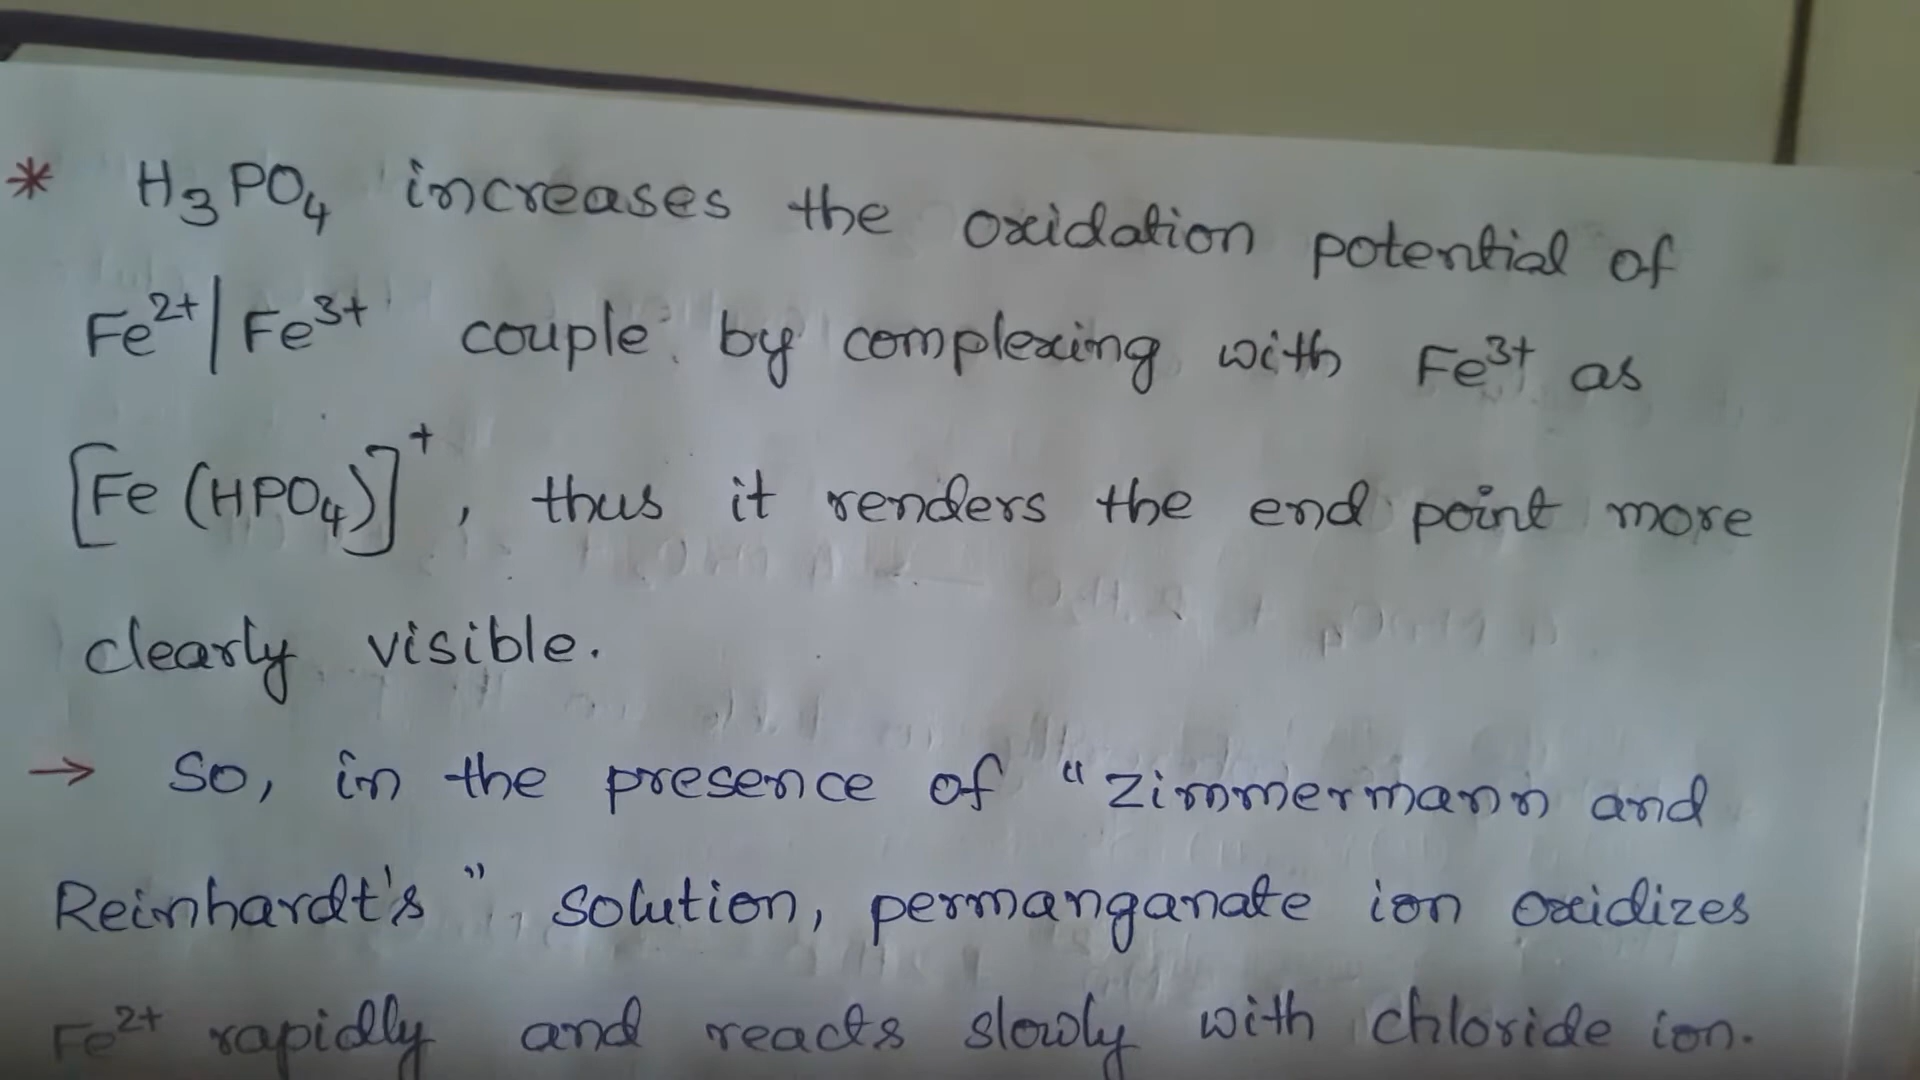 * H₃PO₄ increases the oxidation potential of
Fe²⁺|Fe³⁺ couple by complexing with Fe³⁺ as
[Fe(HPO₄)]⁺, thus it renders the end point more
clearly visible.
→ So, in the presence of "Zimmermann and
Reinhardt's" solution, permanganate ion oxidizes
Fe²⁺ rapidly and reacts slowly with chloride ion.